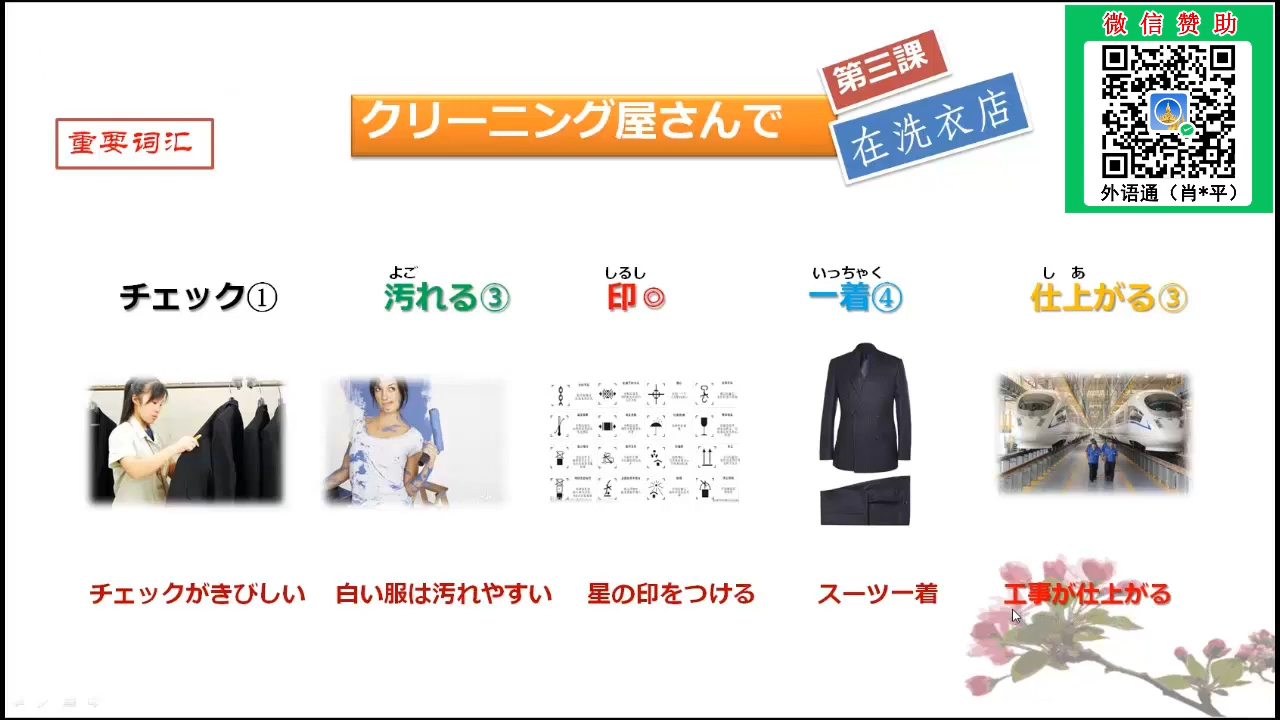 微信赞助
第三課
クリーニング屋さんで
在洗衣店
重要词汇
外语通（肖*平）
チェック①
よご
汚れる③
しるし
印◎
いっちゃく
一着④
し あ
仕上がる③
チェックがきびしい
白い服は汚れやすい
星の印をつける
スーツ一着
工事が仕上がる